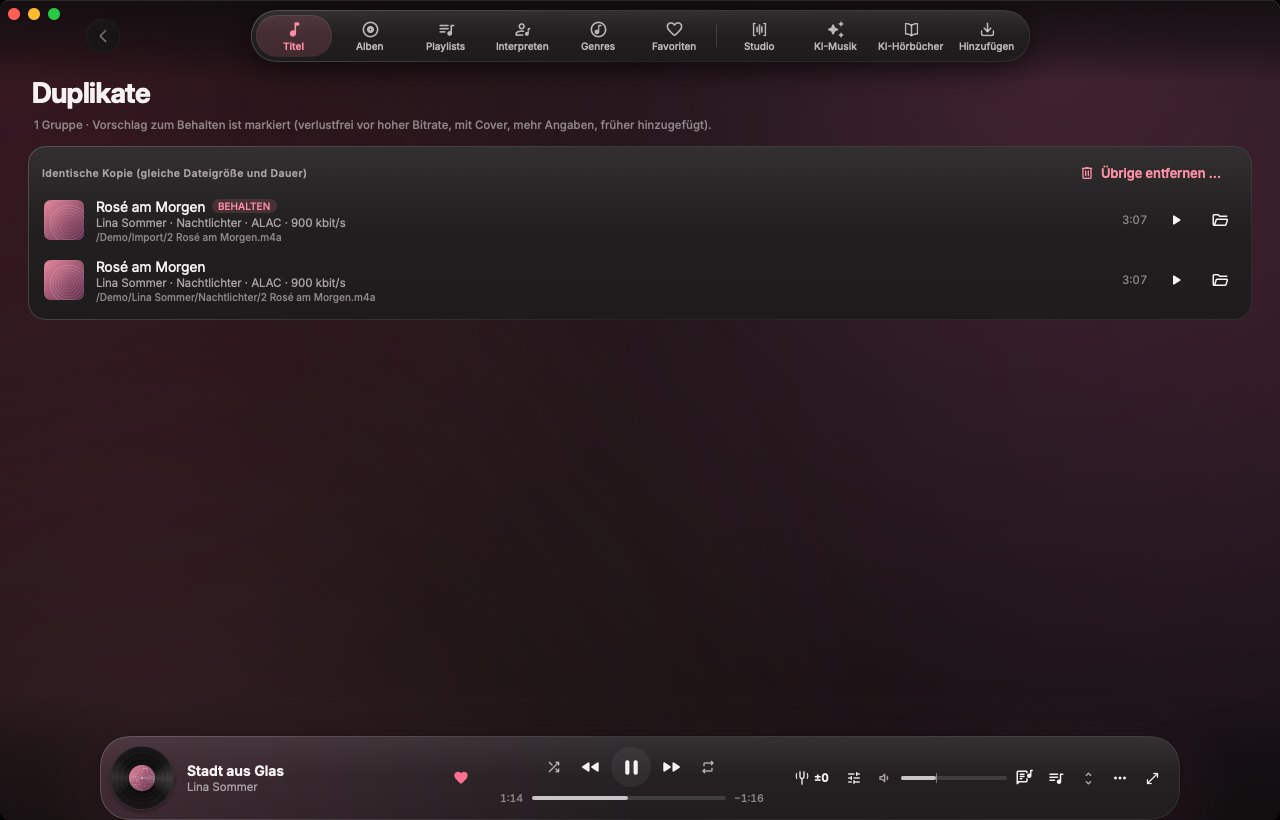 Titel
Alben
Playlists
Interpreten
Genres
Favoriten
Studio
KI-Musik
KI-Hörbücher
Hinzufügen
Duplikate
1 Gruppe · Vorschlag zum Behalten ist markiert (verlustfrei vor hoher Bitrate, mit Cover, mehr Angaben, früher hinzugefügt).
Identische Kopie (gleiche Dateigröße und Dauer)
Übrige entfernen ...
Rosé am Morgen BEHALTEN
Lina Sommer · Nachtlichter · ALAC · 900 kbit/s
/Demo/Import/2 Rosé am Morgen.m4a
3:07
Rosé am Morgen
Lina Sommer · Nachtlichter · ALAC · 900 kbit/s
/Demo/Lina Sommer/Nachtlichter/2 Rosé am Morgen.m4a
3:07
Stadt aus Glas
Lina Sommer
1:14
−1:16
±0